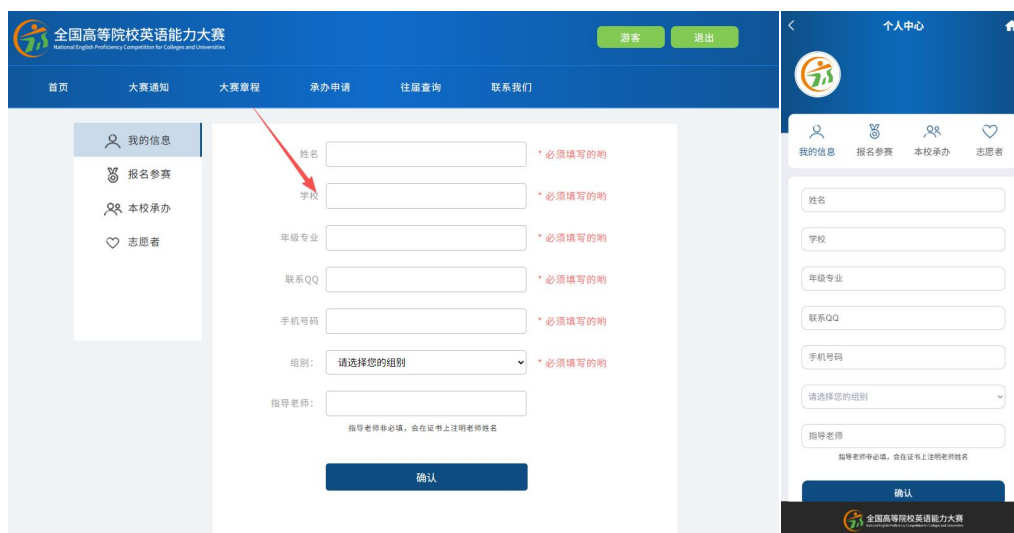 全国高等院校英语能力大赛
National English Proficiency Competition for Colleges and Universities
游客 退出
首页 大赛通知 大赛章程 承办申请 往届查询 联系我们
我的信息
报名参赛
本校承办
志愿者
姓名 * 必须填写的哟
学校 * 必须填写的哟
年级专业 * 必须填写的哟
联系QQ * 必须填写的哟
手机号码 * 必须填写的哟
组别: 请选择您的组别 * 必须填写的哟
指导老师:
指导老师非必填，会在证书上注明老师姓名
确认
个人中心
我的信息 报名参赛 本校承办 志愿者
姓名
学校
年级专业
联系QQ
手机号码
请选择您的组别
指导老师
指导老师非必填，会在证书上注明老师姓名
确认
全国高等院校英语能力大赛
National English Proficiency Competition for Colleges and Universities